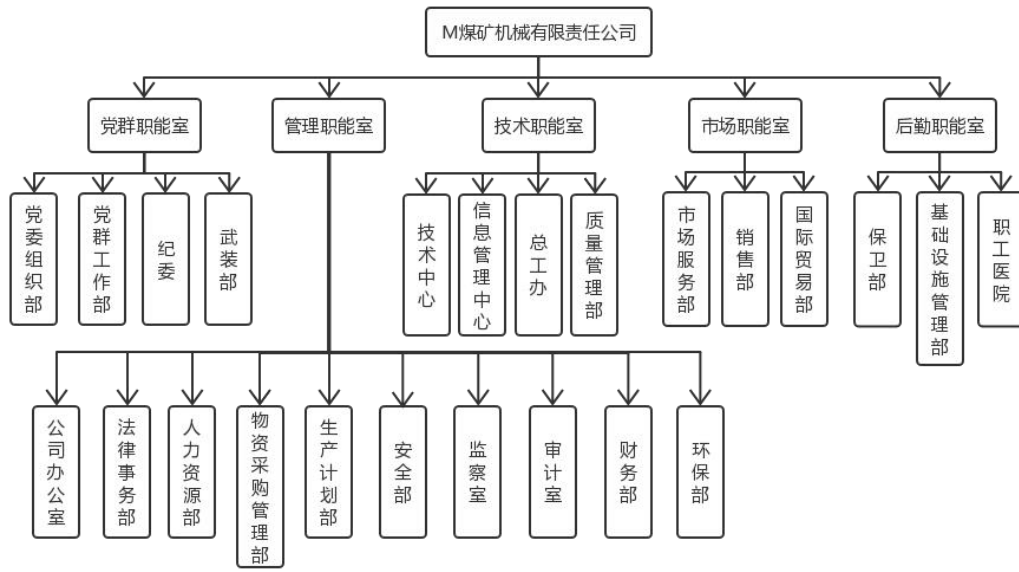 M煤矿机械有限责任公司
党群职能室
管理职能室
技术职能室
市场职能室
后勤职能室
党委组织部
党群工作部
纪委
武装部
技术中心
信息管理中心
总工办
质量管理部
市场服务部
销售部
国际贸易部
保卫部
基础设施管理部
职工医院
公司办公室
法律事务部
人力资源部
物资采购管理部
生产计划部
安全部
监察室
审计室
财务部
环保部